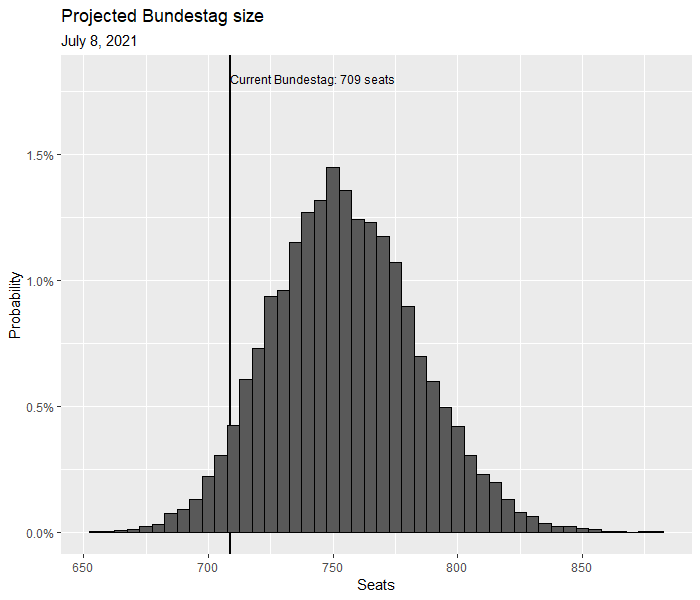 Projected Bundestag size
July 8, 2021
Current Bundestag: 709 seats
1.5%
1.0%
0.5%
0.0%
Probability
650 700 750 800 850
Seats